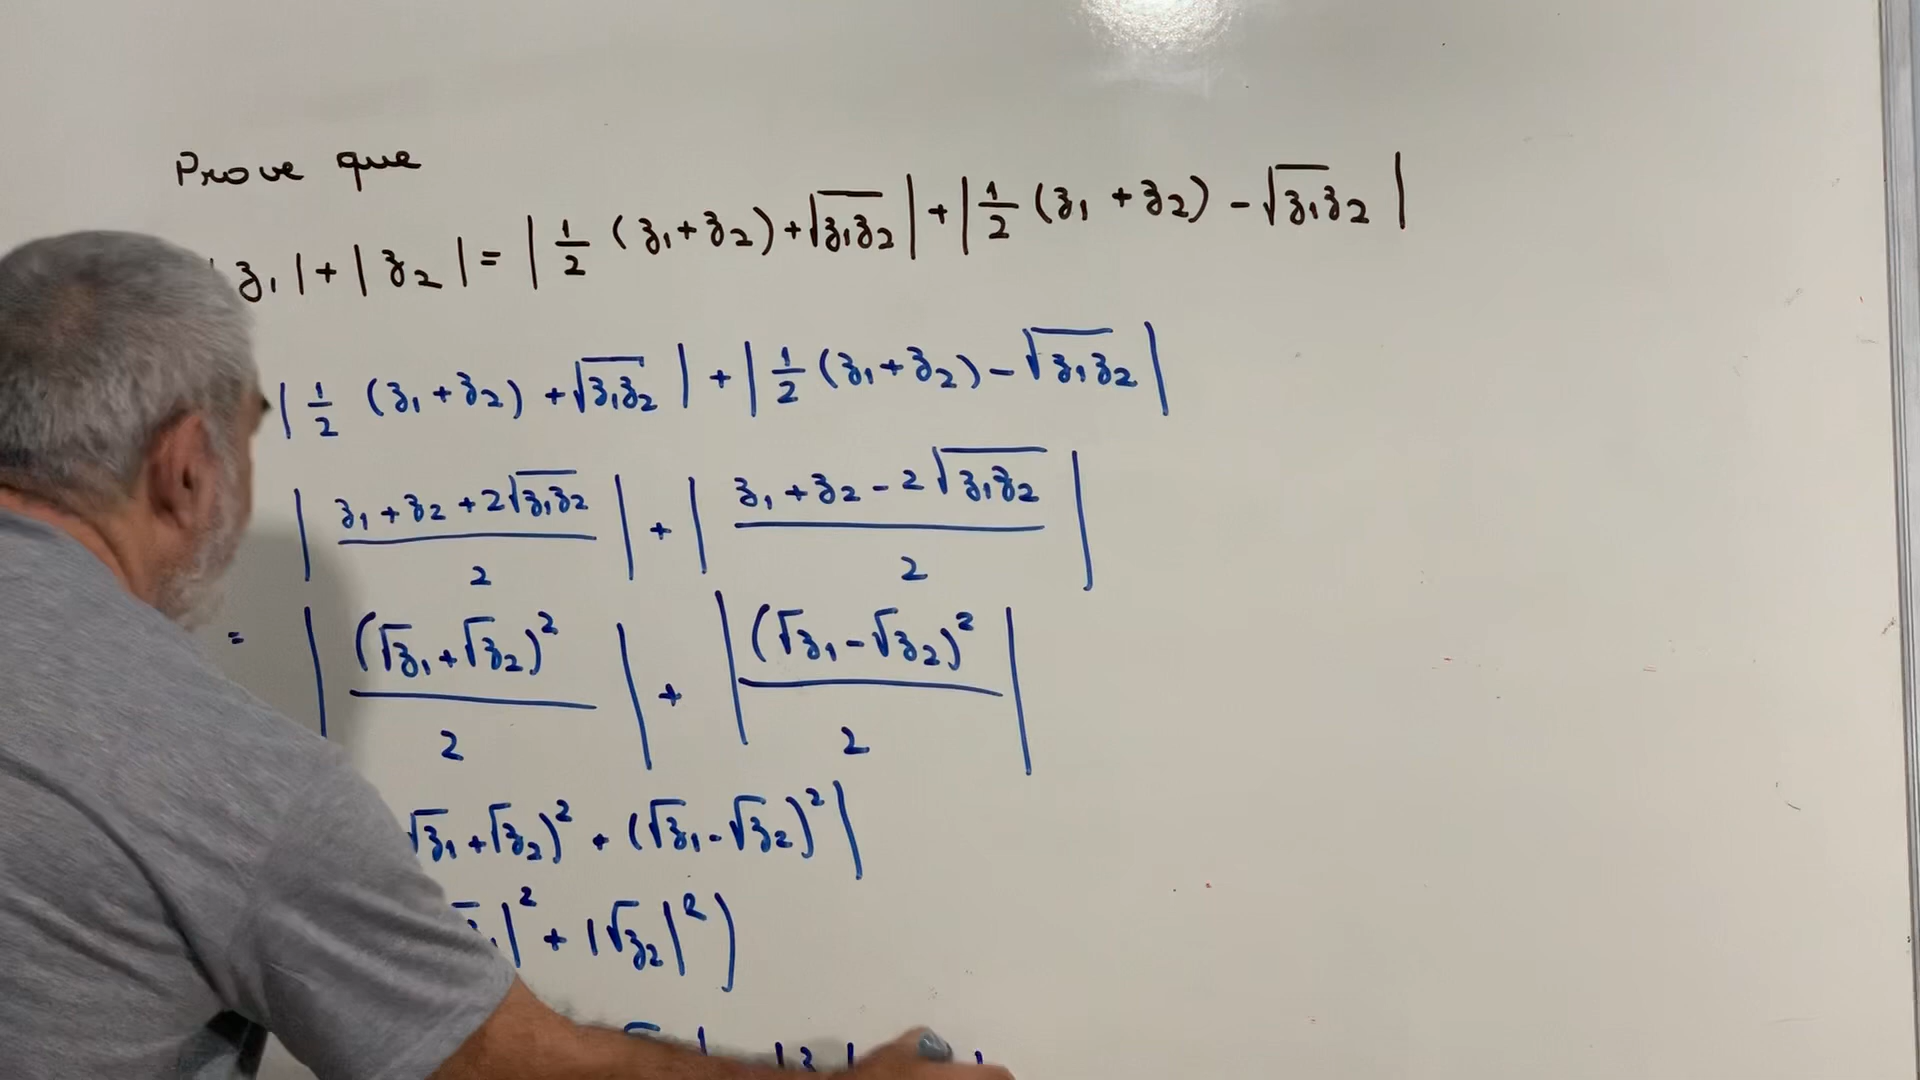 Prove que
|z₁|+|z₂|=|1/2 (z₁+z₂)+√z₁z₂|+|1/2 (z₁+z₂)-√z₁z₂|
|1/2 (z₁+z₂)+√z₁z₂|+|1/2 (z₁+z₂)-√z₁z₂|
|(z₁+z₂+2√z₁z₂)/2|+|(z₁+z₂-2√z₁z₂)/2|
=|(√z₁+√z₂)²/2|+|(√z₁-√z₂)²/2|
√z₁+√z₂)²+(√z₁-√z₂)²|
|²+|√z₂|²)